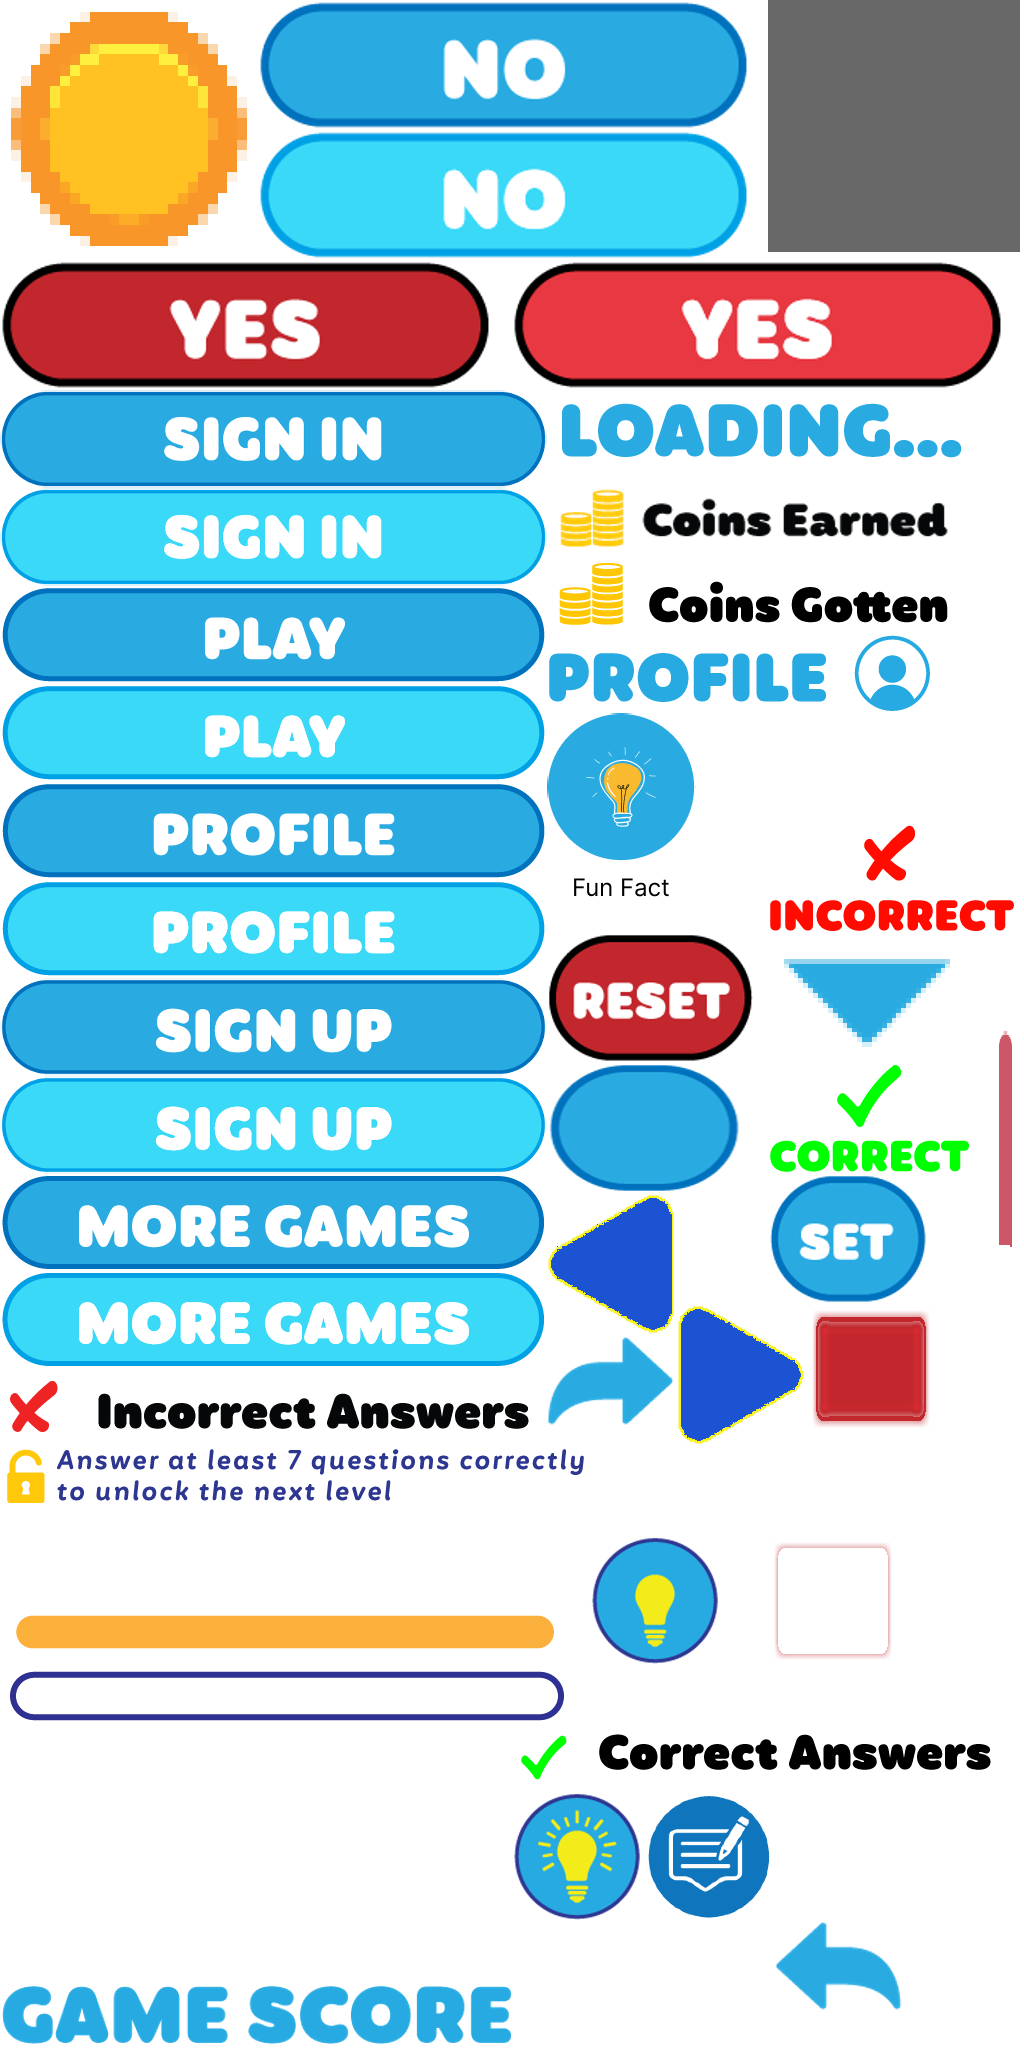 NO
NO
YES
YES
SIGN IN
LOADING...
SIGN IN
Coins Earned
PLAY
Coins Gotten
PROFILE
PLAY
PROFILE
Fun Fact
PROFILE
INCORRECT
SIGN UP
RESET
SIGN UP
CORRECT
MORE GAMES
SET
MORE GAMES
Incorrect Answers
Answer at least 7 questions correctly
to unlock the next level
Correct Answers
GAME SCORE